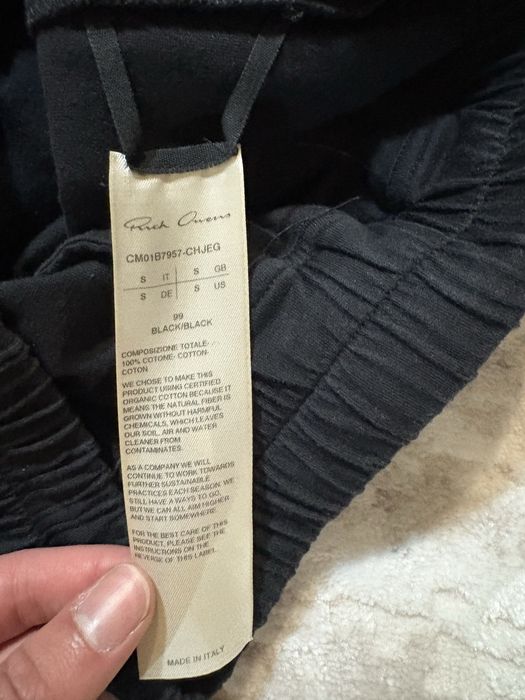 Rick Owens
CM01B7957-CHJEG
S IT S GB
S DE S US
99
BLACK/BLACK
COMPOSIZIONE TOTALE-
100% COTONE- COTTON-
COTON
WE CHOSE TO MAKE THIS
PRODUCT USING CERTIFIED
ORGANIC COTTON BECAUSE IT
MEANS THE NATURAL FIBER IS
GROWN WITHOUT HARMFUL
CHEMICALS, WHICH LEAVES
OUR SOIL, AIR AND WATER
CLEANER FROM
CONTAMINATES.
AS A COMPANY WE WILL
CONTINUE TO WORK TOWARDS
FURTHER SUSTAINABLE
PRACTICES EACH SEASON. WE
STILL HAVE A WAYS TO GO,
BUT WE CAN ALL AIM HIGHER
AND START SOMEWHERE.
FOR THE BEST CARE OF THIS
PRODUCT, PLEASE SEE THE
INSTRUCTIONS ON THE
REVERSE OF THIS LABEL.
MADE IN ITALY